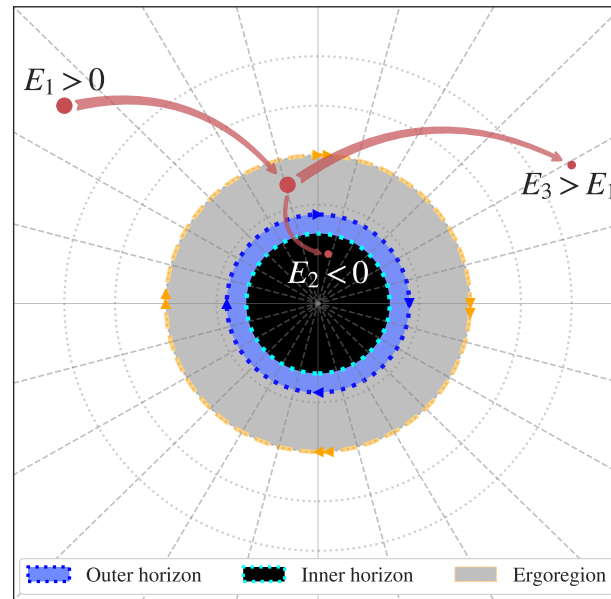 E₁ > 0
E₃ > E₁
E₂ < 0
Outer horizon Inner horizon Ergoregion